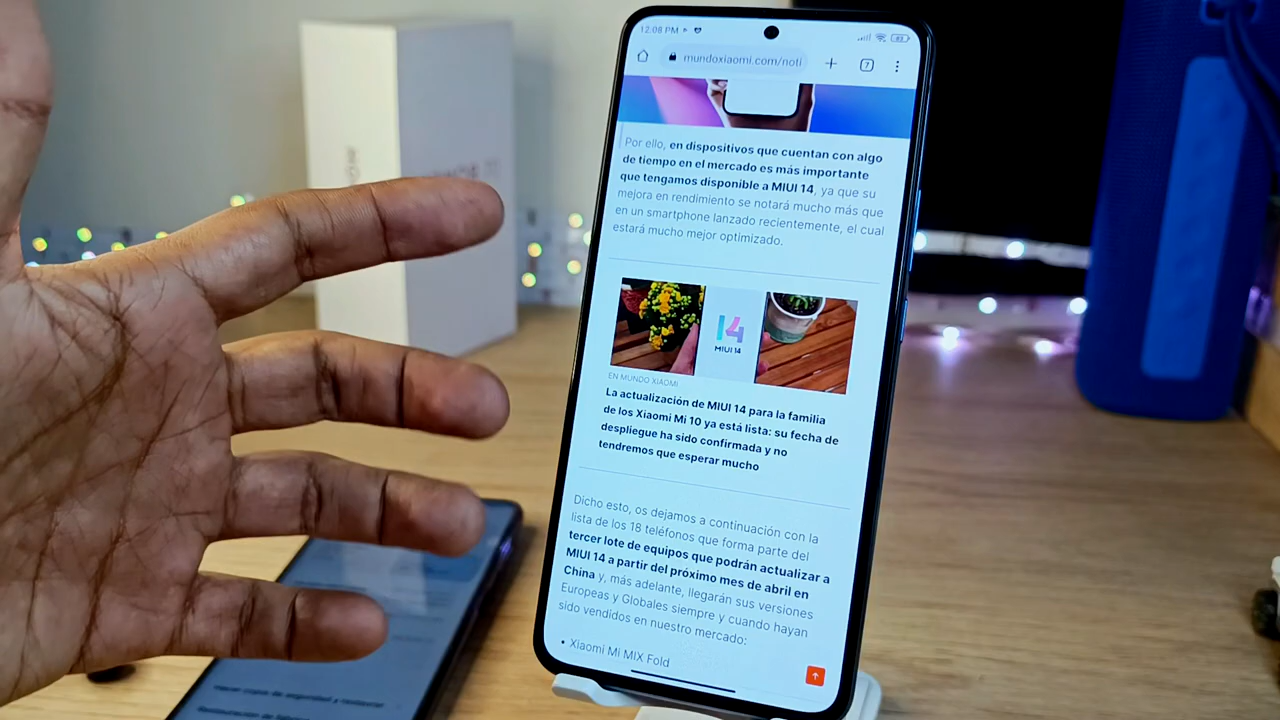 12:08 PM
mundoxiaomi.com/noti
7
Por ello, en dispositivos que cuentan con algo
de tiempo en el mercado es más importante
que tengamos disponible a MIUI 14, ya que su
mejora en rendimiento se notará mucho más que
en un smartphone lanzado recientemente, el cual
estará mucho mejor optimizado.
14
MIUI 14
EN MUNDO XIAOMI
La actualización de MIUI 14 para la familia
de los Xiaomi Mi 10 ya está lista: su fecha de
despliegue ha sido confirmada y no
tendremos que esperar mucho
Dicho esto, os dejamos a continuación con la
lista de los 18 teléfonos que forma parte del
tercer lote de equipos que podrán actualizar a
MIUI 14 a partir del próximo mes de abril en
China y, más adelante, llegarán sus versiones
Europeas y Globales siempre y cuando hayan
sido vendidos en nuestro mercado:
• Xiaomi Mi MIX Fold
Hacer copias de seguridad y restaurar